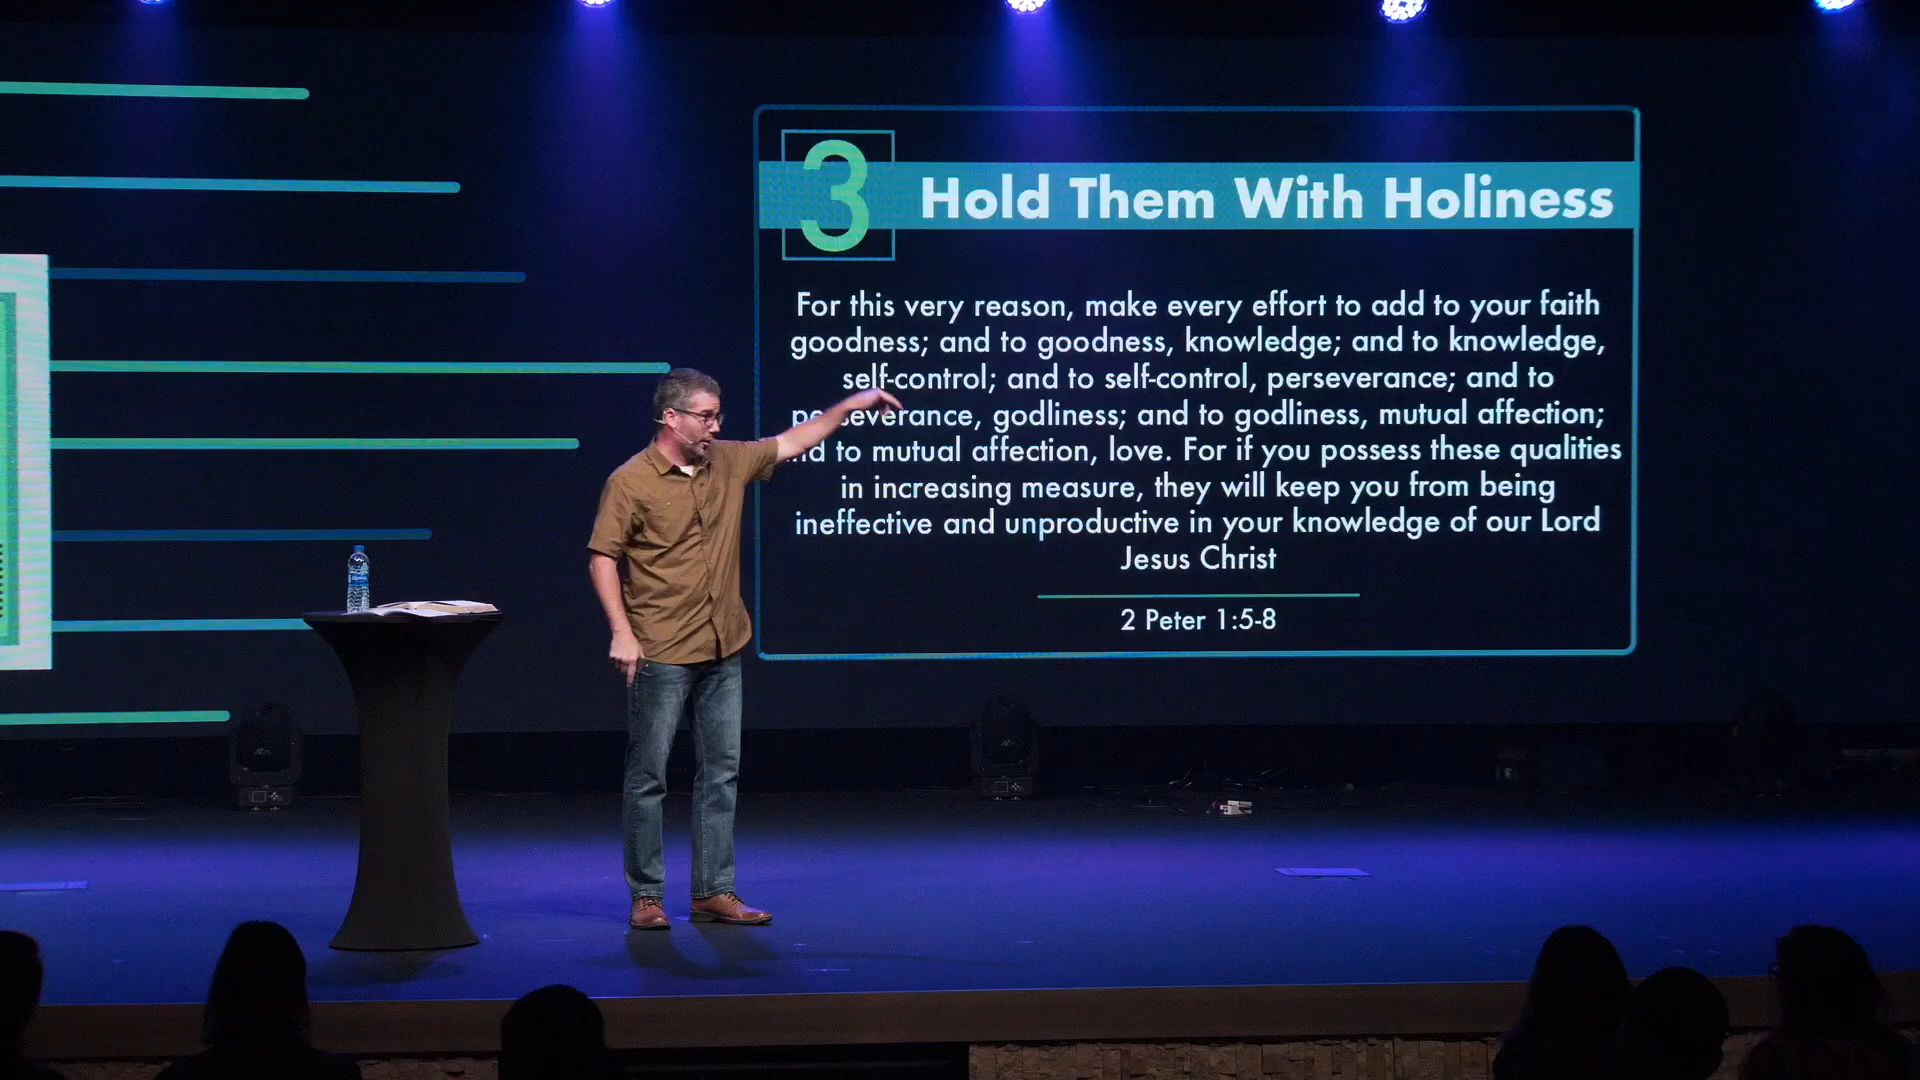 3
Hold Them With Holiness
For this very reason, make every effort to add to your faith
goodness; and to goodness, knowledge; and to knowledge,
self-control; and to self-control, perseverance; and to
perseverance, godliness; and to godliness, mutual affection;
and to mutual affection, love. For if you possess these qualities
in increasing measure, they will keep you from being
ineffective and unproductive in your knowledge of our Lord
Jesus Christ
2 Peter 1:5-8